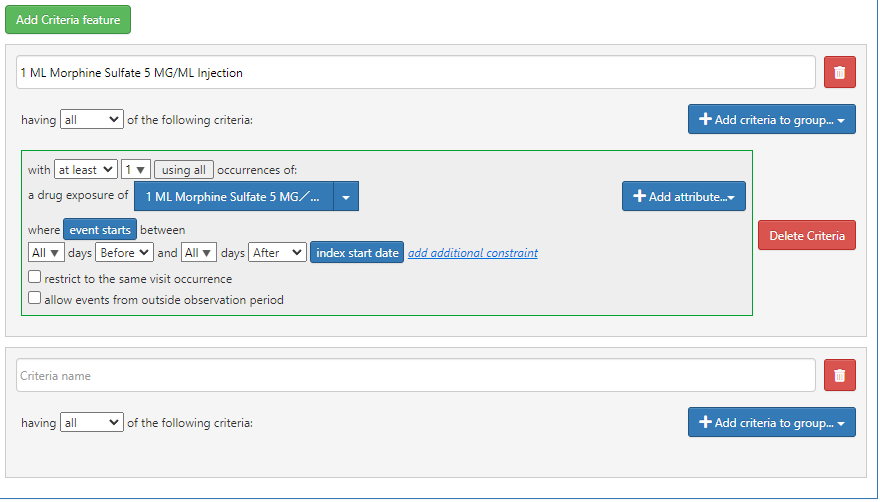 Add Criteria feature
1 ML Morphine Sulfate 5 MG/ML Injection
having all of the following criteria:
Add criteria to group...
with at least 1 using all occurrences of:
a drug exposure of 1 ML Morphine Sulfate 5 MG/... Add attribute...
Delete Criteria
where event starts between
All days Before and All days After index start date add additional constraint
restrict to the same visit occurrence
allow events from outside observation period
Criteria name
having all of the following criteria:
Add criteria to group...